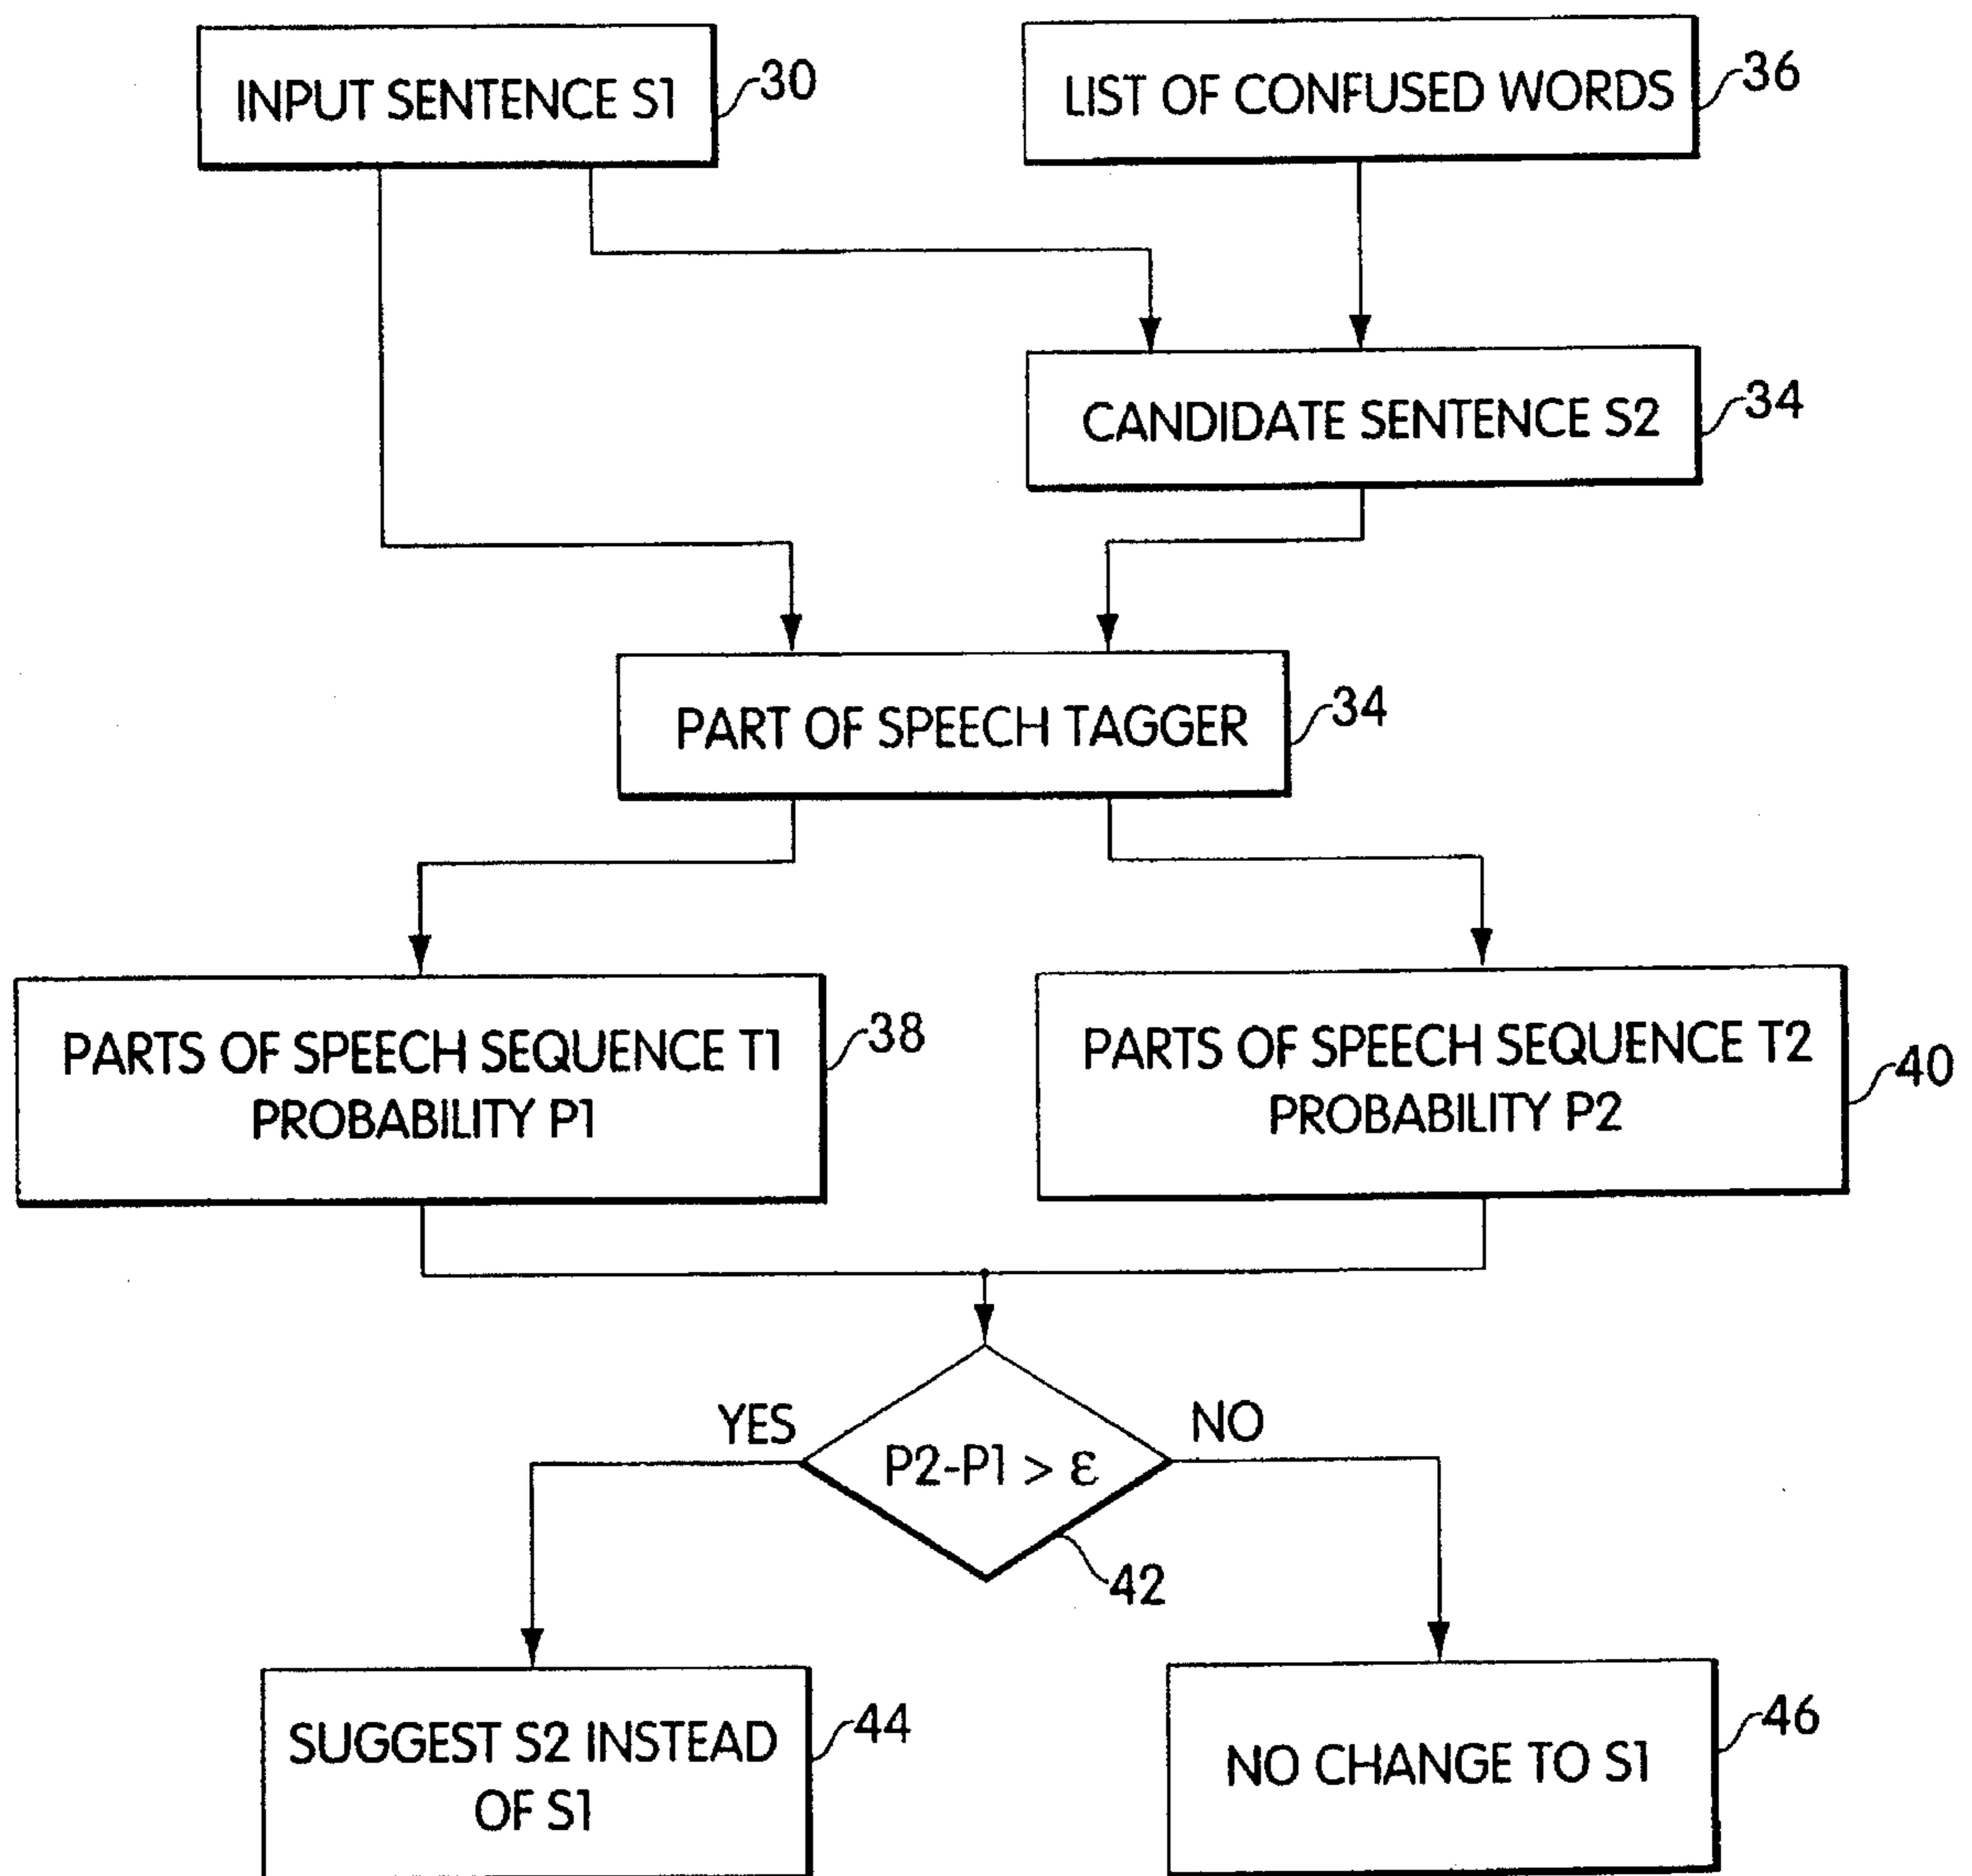 INPUT SENTENCE S1
30
LIST OF CONFUSED WORDS
36
CANDIDATE SENTENCE S2
34
PART OF SPEECH TAGGER
34
PARTS OF SPEECH SEQUENCE T1
PROBABILITY P1
38
PARTS OF SPEECH SEQUENCE T2
PROBABILITY P2
40
YES
P2-P1 > ε
NO
42
SUGGEST S2 INSTEAD
OF S1
44
NO CHANGE TO S1
46